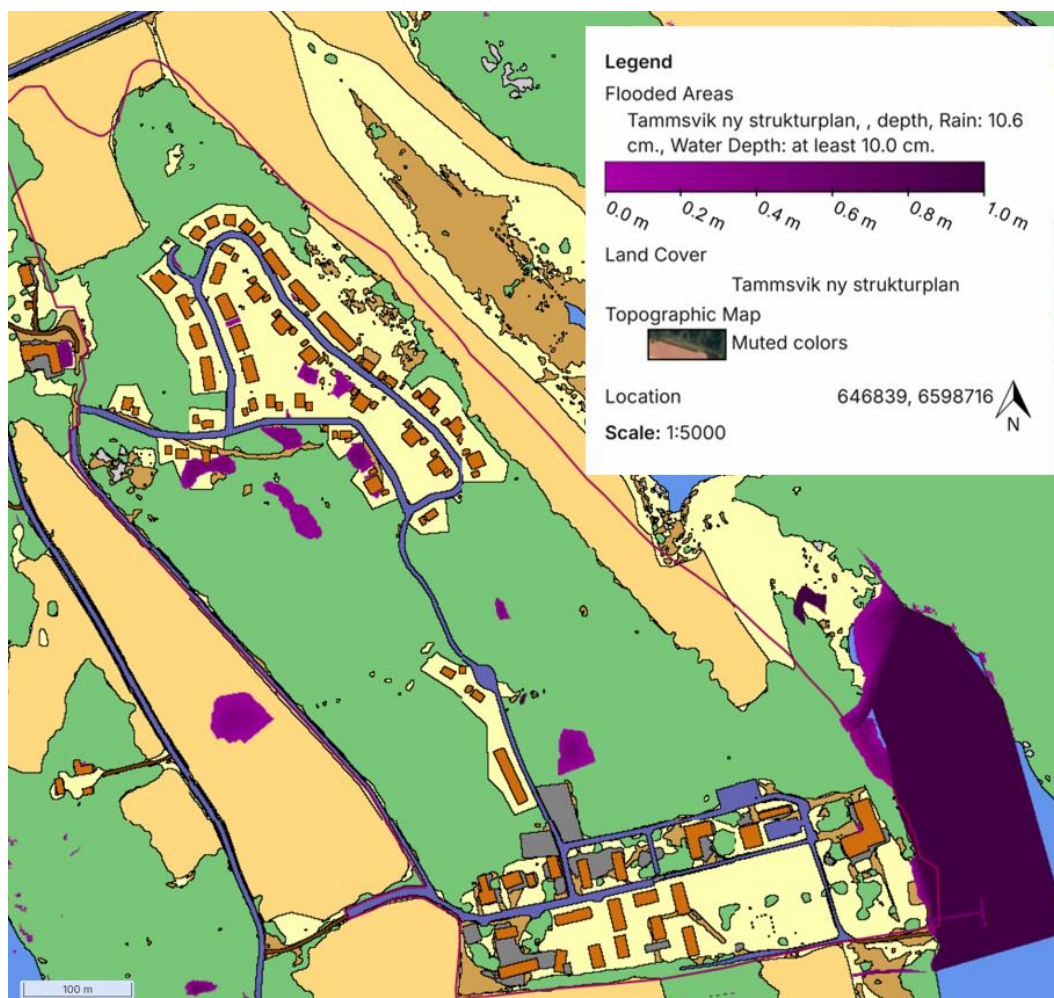 Legend
Flooded Areas
Tammsvik ny strukturplan, , depth, Rain: 10.6
cm., Water Depth: at least 10.0 cm.
0.0 m 0.2 m 0.4 m 0.6 m 0.8 m 1.0 m
Land Cover
Tammsvik ny strukturplan
Topographic Map
Muted colors
Location 646839, 6598716
N
Scale: 1:5000
100 m